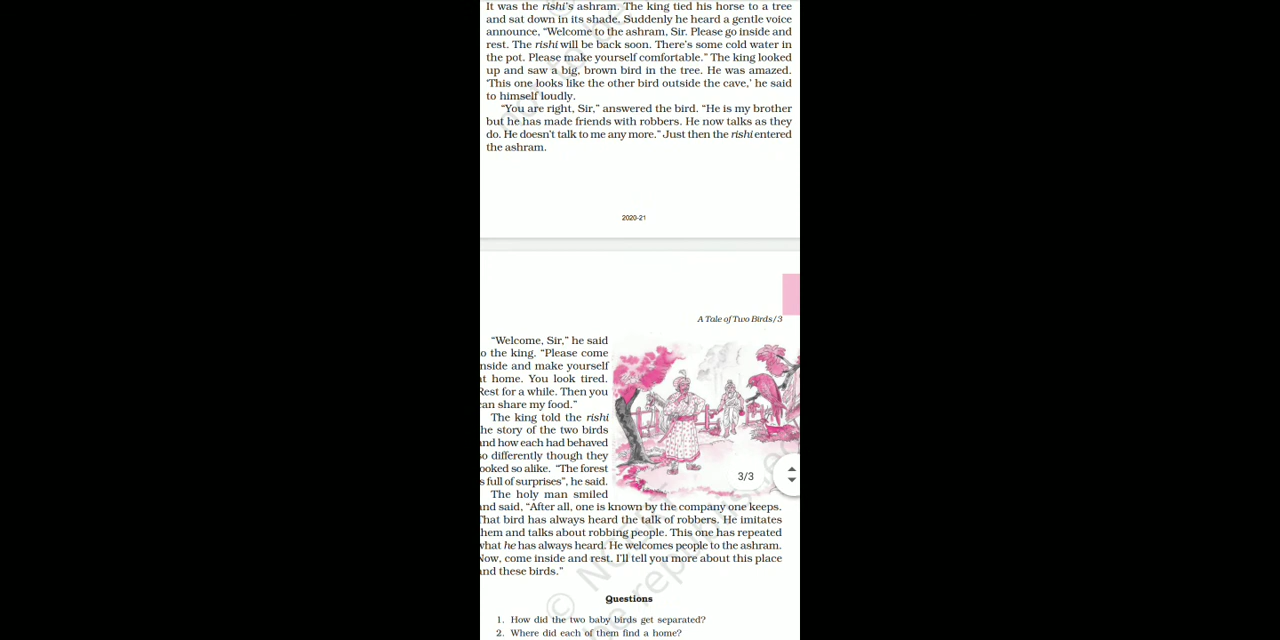 It was the rishi's ashram. The king tied his horse to a tree
and sat down in its shade. Suddenly he heard a gentle voice
announce, “Welcome to the ashram, Sir. Please go inside and
rest. The rishi will be back soon. There's some cold water in
the pot. Please make yourself comfortable.” The king looked
up and saw a big, brown bird in the tree. He was amazed.
‘This one looks like the other bird outside the cave,’ he said
to himself loudly.
“You are right, Sir,” answered the bird. “He is my brother
but he has made friends with robbers. He now talks as they
do. He doesn't talk to me any more.” Just then the rishi entered
the ashram.
2020-21
A Tale of Two Birds/3
“Welcome, Sir,” he said
o the king. “Please come
nside and make yourself
t home. You look tired.
Rest for a while. Then you
an share my food.”
The king told the rishi
he story of the two birds
and how each had behaved
so differently though they
ooked so alike. “The forest
s full of surprises”, he said.
The holy man smiled
and said, “After all, one is known by the company one keeps.
That bird has always heard the talk of robbers. He imitates
hem and talks about robbing people. This one has repeated
what he has always heard. He welcomes people to the ashram.
Now, come inside and rest. I'll tell you more about this place
and these birds.”
3/3
Questions
1. How did the two baby birds get separated?
2. Where did each of them find a home?